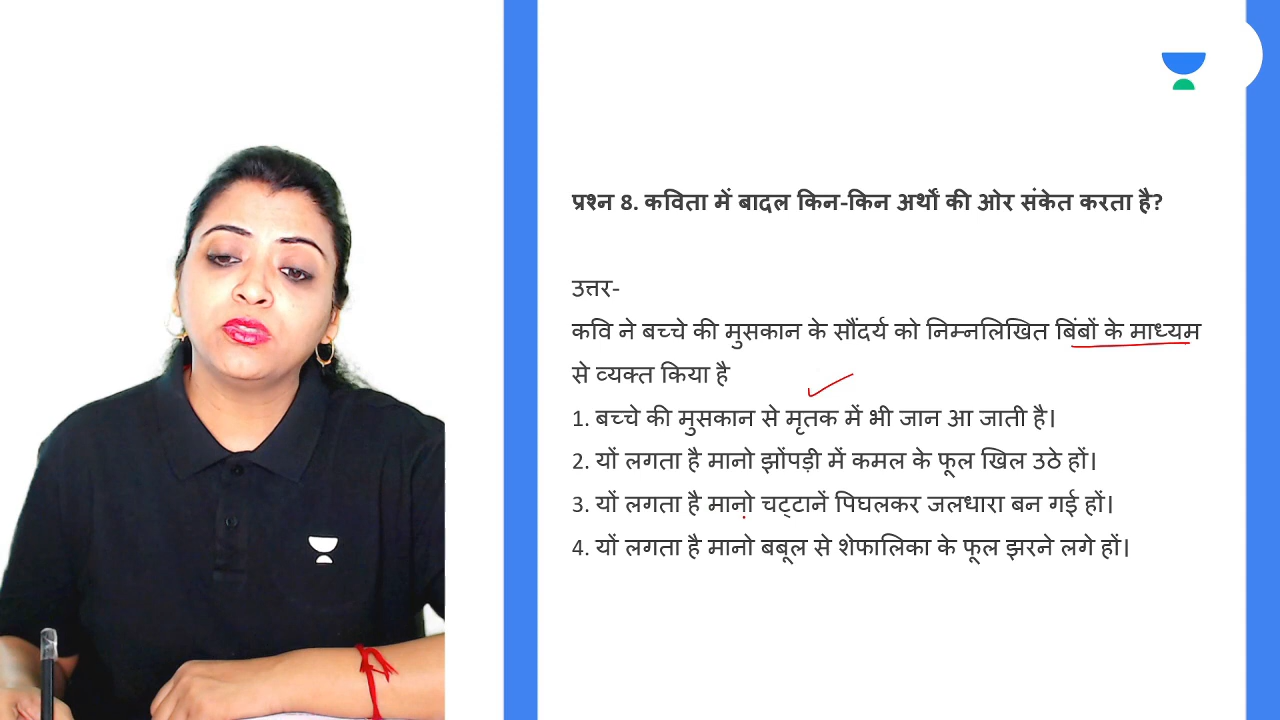 प्रश्न 8. कविता में बादल किन-किन अर्थों की ओर संकेत करता है?
उत्तर-
कवि ने बच्चे की मुसकान के सौंदर्य को निम्नलिखित बिंबों के माध्यम
से व्यक्त किया है
1. बच्चे की मुसकान से मृतक में भी जान आ जाती है।
2. यों लगता है मानो झोंपड़ी में कमल के फूल खिल उठे हों।
3. यों लगता है मानो चट्टानें पिघलकर जलधारा बन गई हों।
4. यों लगता है मानो बबूल से शेफालिका के फूल झरने लगे हों।